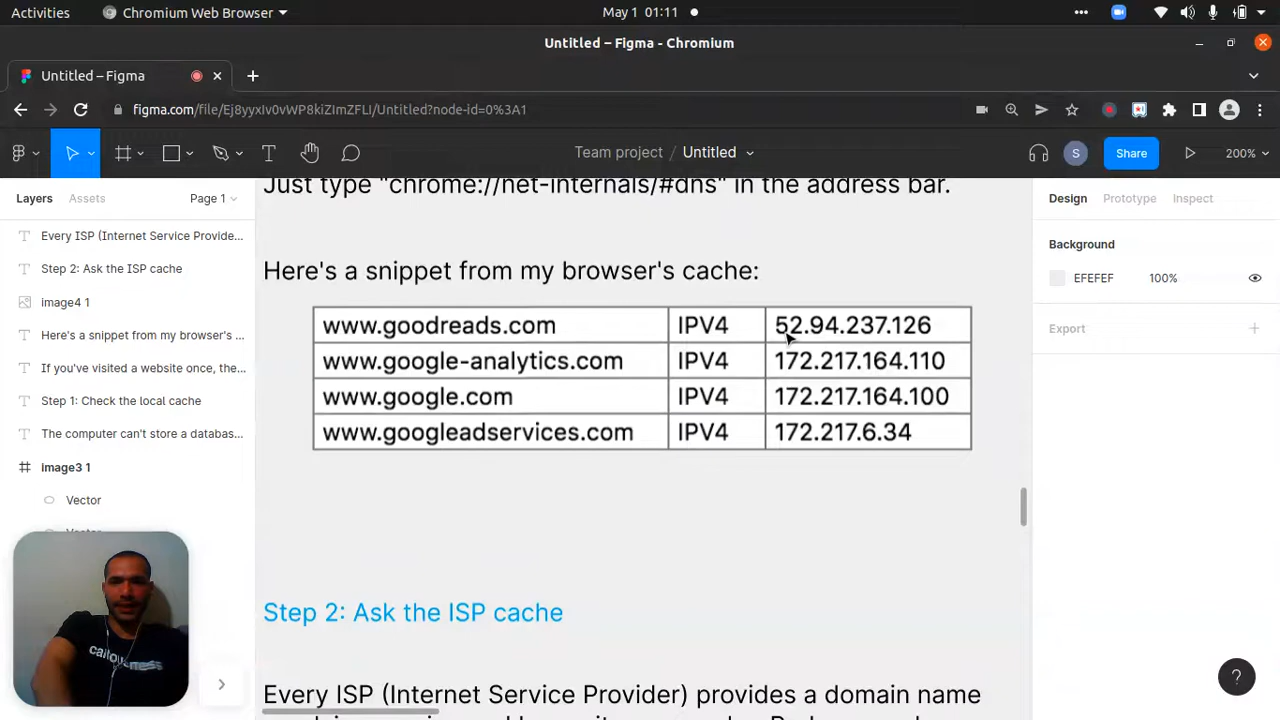 Activities Chromium Web Browser May 1 01:11
Untitled – Figma - Chromium
Untitled – Figma
figma.com/file/Ej8yyxIv0vWP8kiZImZFLI/Untitled?node-id=0%3A1
Team project / Untitled S Share 200%
Layers Assets Page 1
Every ISP (Internet Service Provide...
Step 2: Ask the ISP cache
image4 1
Here's a snippet from my browser's ...
If you've visited a website once, the...
Step 1: Check the local cache
The computer can't store a databas...
image3 1
Vector
Just type "chrome://net-internals/#dns" in the address bar.
Here's a snippet from my browser's cache:
www.goodreads.com IPV4 52.94.237.126
www.google-analytics.com IPV4 172.217.164.110
www.google.com IPV4 172.217.164.100
www.googleadservices.com IPV4 172.217.6.34
Step 2: Ask the ISP cache
Every ISP (Internet Service Provider) provides a domain name
Design Prototype Inspect
Background
EFEFEF 100%
Export
?